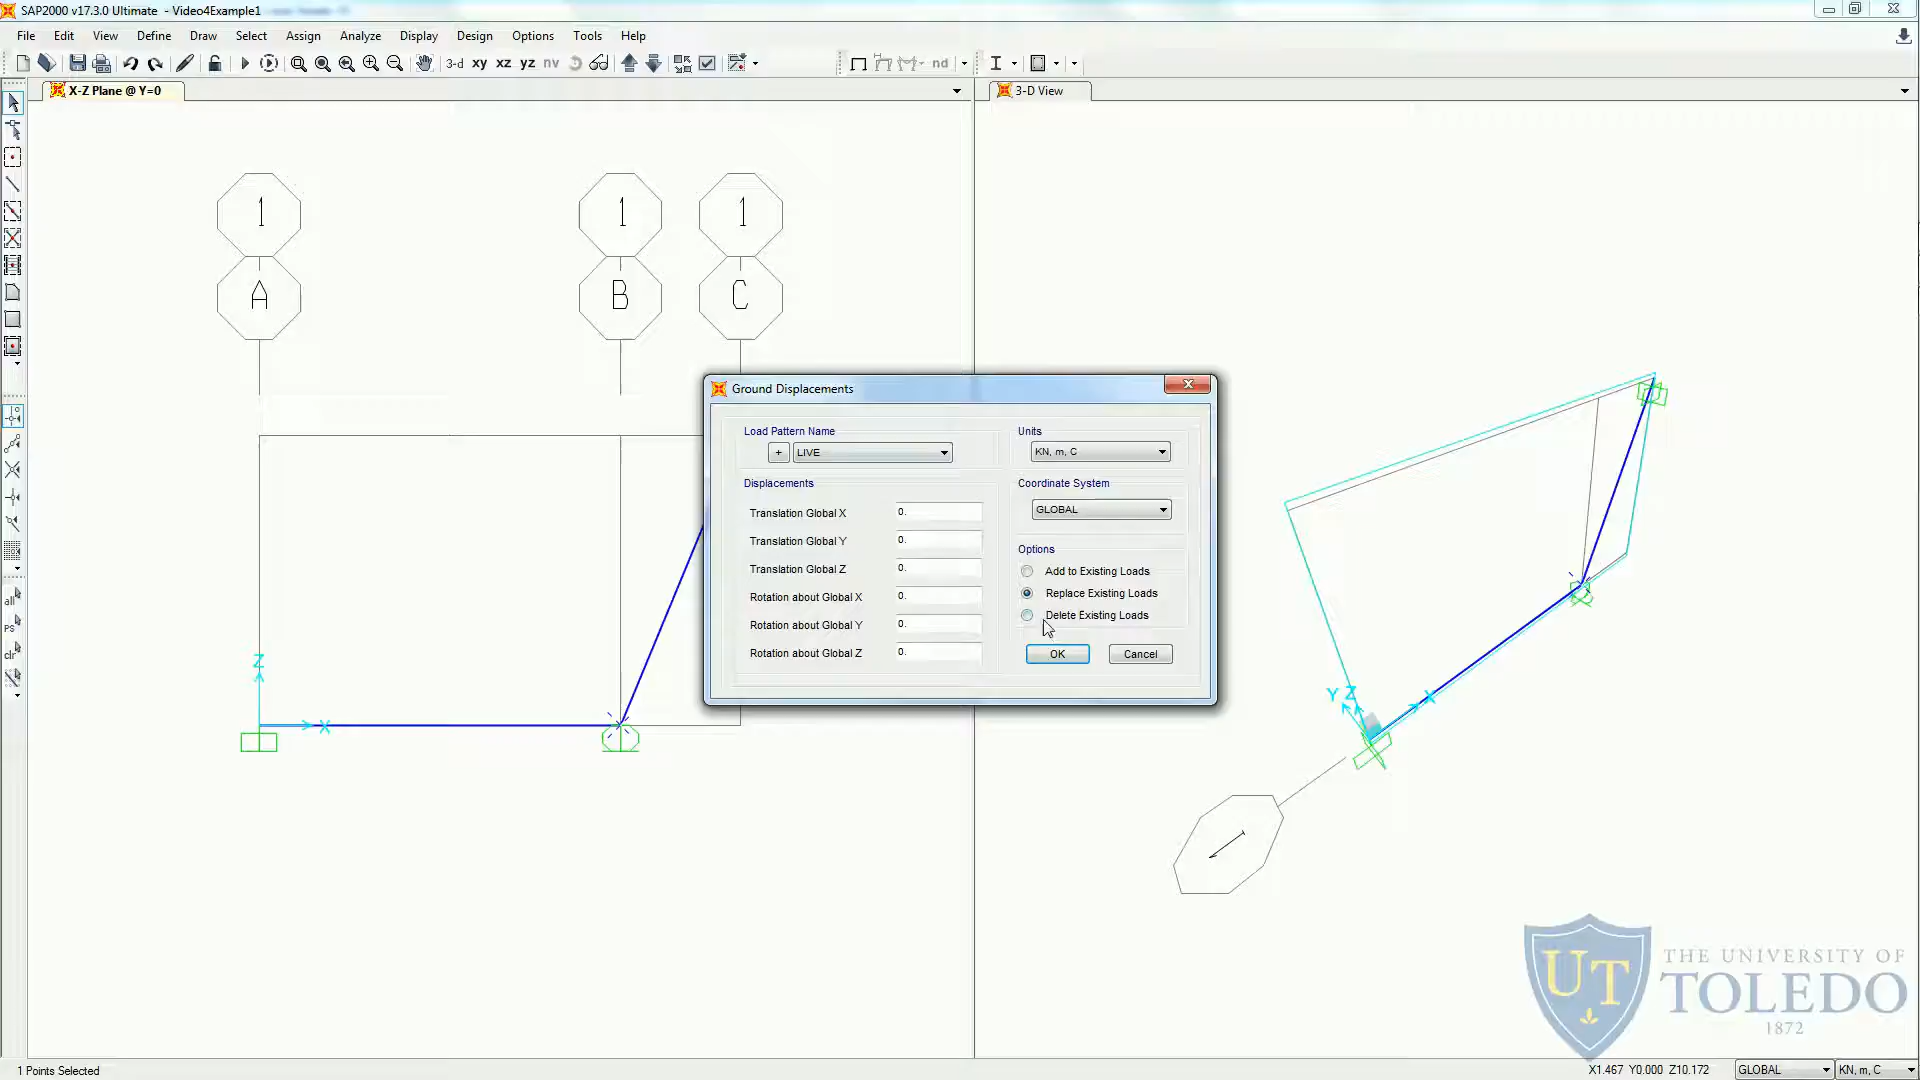 SAP2000 v17.3.0 Ultimate - Video4Example1
File Edit View Define Draw Select Assign Analyze Display Design Options Tools Help
3-d xy xz yz nv nd
X-Z Plane @ Y=0
3-D View
1 1 1
A B C
Z
X
Ground Displacements
Load Pattern Name
+ LIVE
Units
KN, m, C
Displacements
Translation Global X 0.
Translation Global Y 0.
Translation Global Z 0.
Rotation about Global X 0.
Rotation about Global Y 0.
Rotation about Global Z 0.
Coordinate System
GLOBAL
Options
Add to Existing Loads
Replace Existing Loads
Delete Existing Loads
OK Cancel
Y Z X
1
all
PS
clr
UT
THE UNIVERSITY OF
TOLEDO
1872
1 Points Selected
X1.467 Y0.000 Z10.172
GLOBAL
KN, m, C